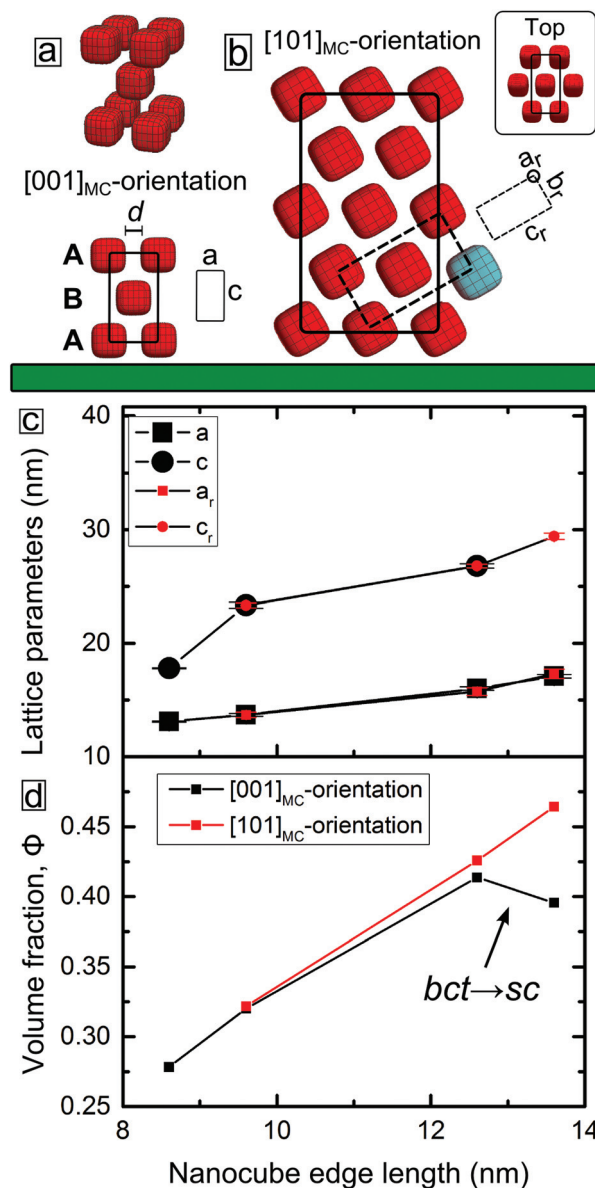 a
b
[101]MC-orientation
Top
[001]MC-orientation
d
A
B
A
a
c
ar
br
cr
c
Lattice parameters (nm)
40
30
20
10
a
c
ar
cr
d
Volume fraction, Φ
0.45
0.40
0.35
0.30
0.25
[001]MC-orientation
[101]MC-orientation
bct→sc
8 10 12 14
Nanocube edge length (nm)